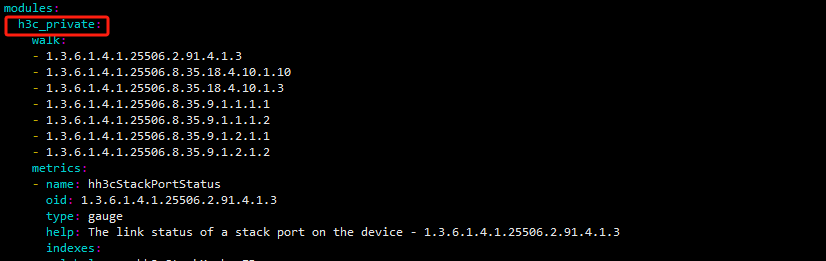 modules:
h3c_private:
walk:
- 1.3.6.1.4.1.25506.2.91.4.1.3
- 1.3.6.1.4.1.25506.8.35.18.4.10.1.10
- 1.3.6.1.4.1.25506.8.35.18.4.10.1.3
- 1.3.6.1.4.1.25506.8.35.9.1.1.1.1
- 1.3.6.1.4.1.25506.8.35.9.1.1.1.2
- 1.3.6.1.4.1.25506.8.35.9.1.2.1.1
- 1.3.6.1.4.1.25506.8.35.9.1.2.1.2
metrics:
- name: hh3cStackPortStatus
oid: 1.3.6.1.4.1.25506.2.91.4.1.3
type: gauge
help: The link status of a stack port on the device - 1.3.6.1.4.1.25506.2.91.4.1.3
indexes: